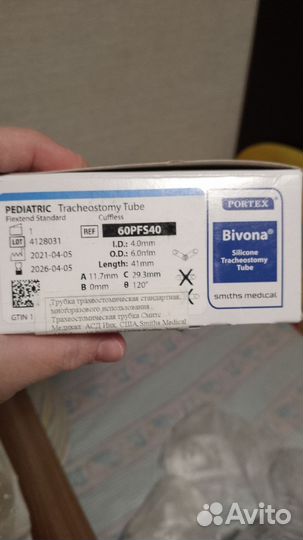 PEDIATRIC Tracheostomy Tube
Flextend Standard Cuffless
1
REF 60PFS40
LOT 4128031
I.D.: 4.0mm
2021-04-05
O.D.: 6.0mm
2026-04-05
Length: 41mm
A 11.7mm C 29.3mm
B 0mm θ 120°
GTIN 1
Трубка трахеостомическая стандартная,
многоразового использования
Трахеостомическая трубка Смитс
Медикал АСД Инк, США, Smiths Medical
PORTEX
Bivona®
Silicone
Tracheostomy
Tube
smiths medical
Avito